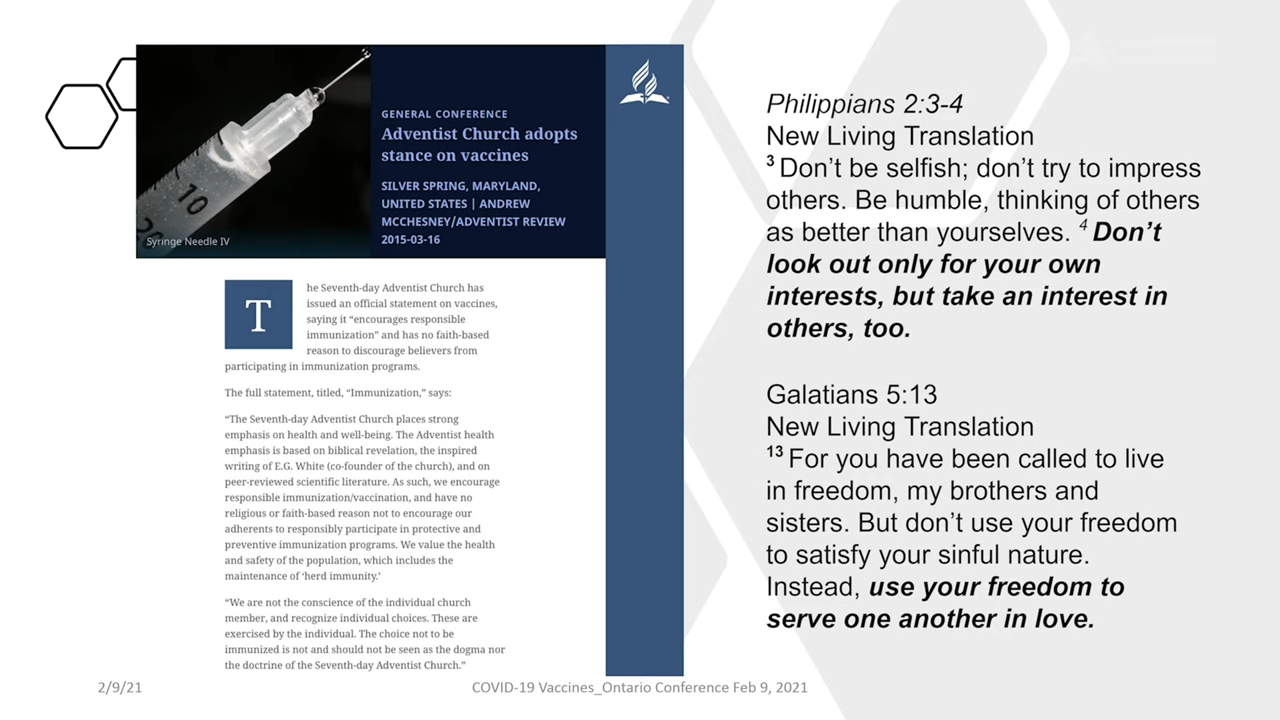 GENERAL CONFERENCE
Adventist Church adopts
stance on vaccines
SILVER SPRING, MARYLAND,
UNITED STATES | ANDREW
MCCHESNEY/ADVENTIST REVIEW
2015-03-16
10
20
Syringe Needle IV
The Seventh-day Adventist Church has
issued an official statement on vaccines,
saying it “encourages responsible
immunization” and has no faith-based
reason to discourage believers from
participating in immunization programs.
The full statement, titled, “Immunization,” says:
“The Seventh-day Adventist Church places strong
emphasis on health and well-being. The Adventist health
emphasis is based on biblical revelation, the inspired
writing of E.G. White (co-founder of the church), and on
peer-reviewed scientific literature. As such, we encourage
responsible immunization/vaccination, and have no
religious or faith-based reason not to encourage our
adherents to responsibly participate in protective and
preventive immunization programs. We value the health
and safety of the population, which includes the
maintenance of ‘herd immunity.’
“We are not the conscience of the individual church
member, and recognize individual choices. These are
exercised by the individual. The choice not to be
immunized is not and should not be seen as the dogma nor
the doctrine of the Seventh-day Adventist Church.”
Philippians 2:3-4
New Living Translation
3 Don’t be selfish; don’t try to impress
others. Be humble, thinking of others
as better than yourselves. 4 Don’t
look out only for your own
interests, but take an interest in
others, too.
Galatians 5:13
New Living Translation
13 For you have been called to live
in freedom, my brothers and
sisters. But don’t use your freedom
to satisfy your sinful nature.
Instead, use your freedom to
serve one another in love.
2/9/21
COVID-19 Vaccines_Ontario Conference Feb 9, 2021